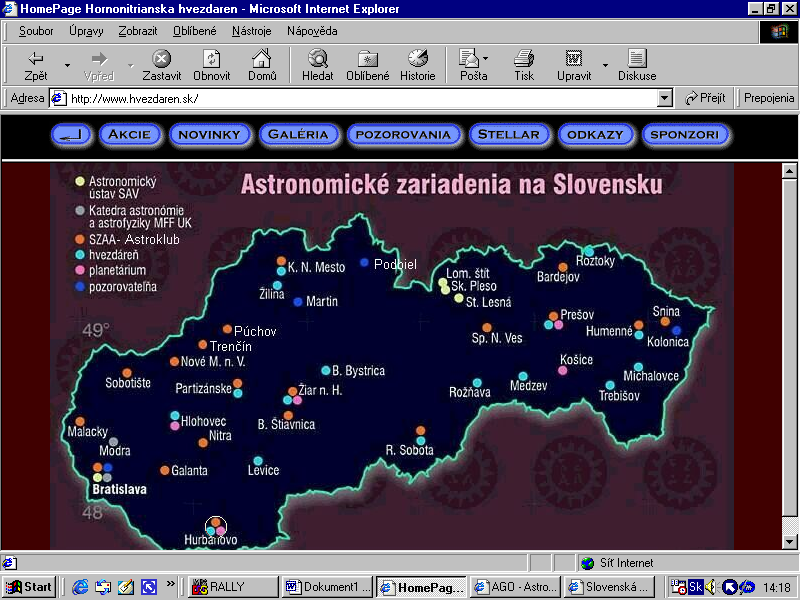 HomePage Hornonitrianska hvezdaren - Microsoft Internet Explorer
Soubor Úpravy Zobrazit Oblíbené Nástroje Nápověda
Zpět Vpřed Zastavit Obnovit Domů Hledat Oblíbené Historie Pošta Tisk Upravit Diskuse
Adresa http://www.hvezdaren.sk/ Přejít Propojenia
AKCIE NOVINKY GALÉRIA POZOROVANIA STELLAR ODKAZY SPONZORI
Astronomické zariadenia na Slovensku
Astronomický
ústav SAV
Katedra astronómie
a astrofyziky MFF UK
SZAA- Astroklub
hvezdáreň
planetárium
pozorovateľňa
Podbiel
K. N. Mesto
Žilina
Martin
Lom. štít
Sk. Pleso
St. Lesná
Roztoky
Bardejov
49°
Púchov
Trenčín
Nové M. n. V.
Sobotište
Partizánske
B. Bystrica
Žiar n. H.
Sp. N. Ves
Prešov
Humenné
Snina
Kolonica
Košice
Rožňava
Medzev
Michalovce
Trebišov
Malacky
Modra
Hlohovec
Nitra
B. Štiavnica
R. Sobota
Galanta
Levice
Bratislava
48
Hurbanovo
Síť Internet
Start RALLY Dokument1 ... HomePag... AGO - Astro... Slovenská ... Sk 14:18